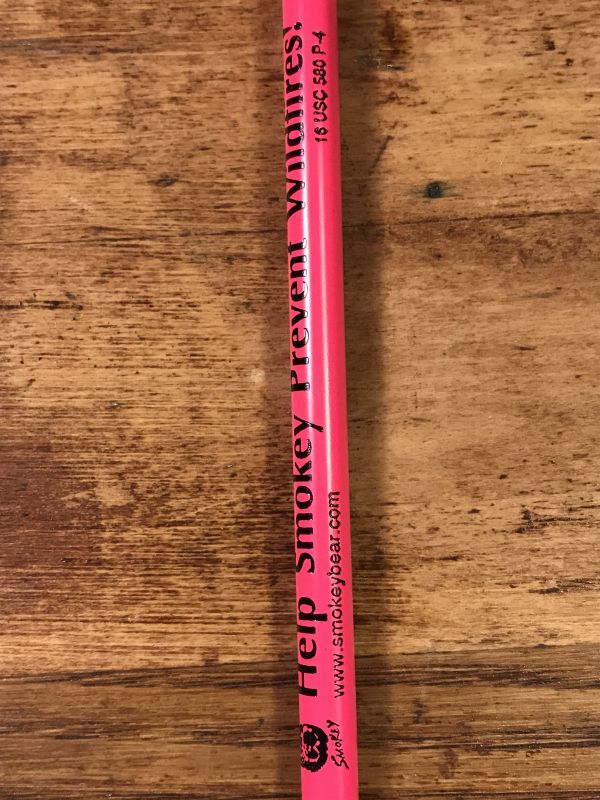 Help Smokey Prevent Wildfires!
www.smokeybear.com
16 USC 580 P-4
SMOKEY